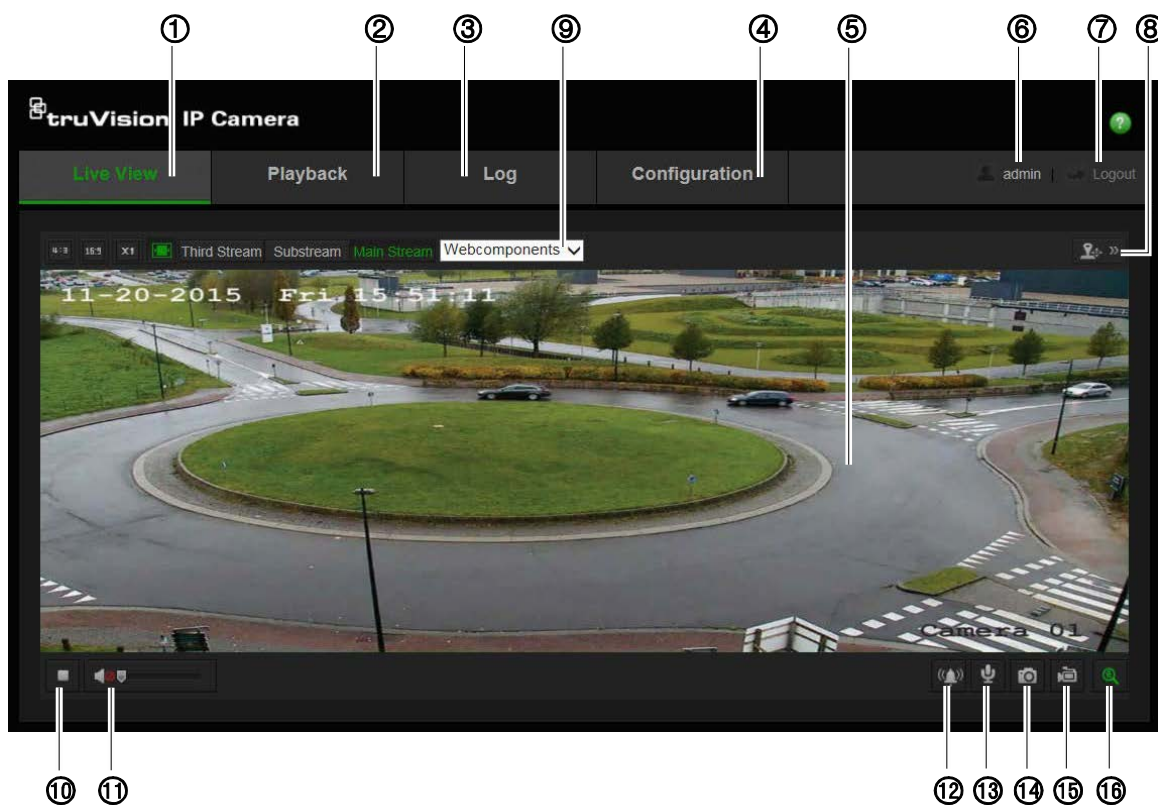 ① ② ③ ⑨ ④ ⑤ ⑥ ⑦ ⑧
truVision IP Camera
?
Live View Playback Log Configuration admin | Logout
4:3 16:9 X1 Third Stream Substream Main Stream Webcomponents »
11-20-2015 Fri 15:51:11
Camera 01
⑩ ⑪ ⑫ ⑬ ⑭ ⑮ ⑯